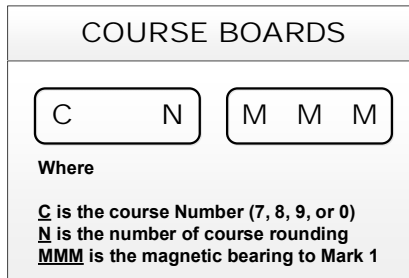 COURSE BOARDS
C N M M M
Where
C is the course Number (7, 8, 9, or 0)
N is the number of course rounding
MMM is the magnetic bearing to Mark 1